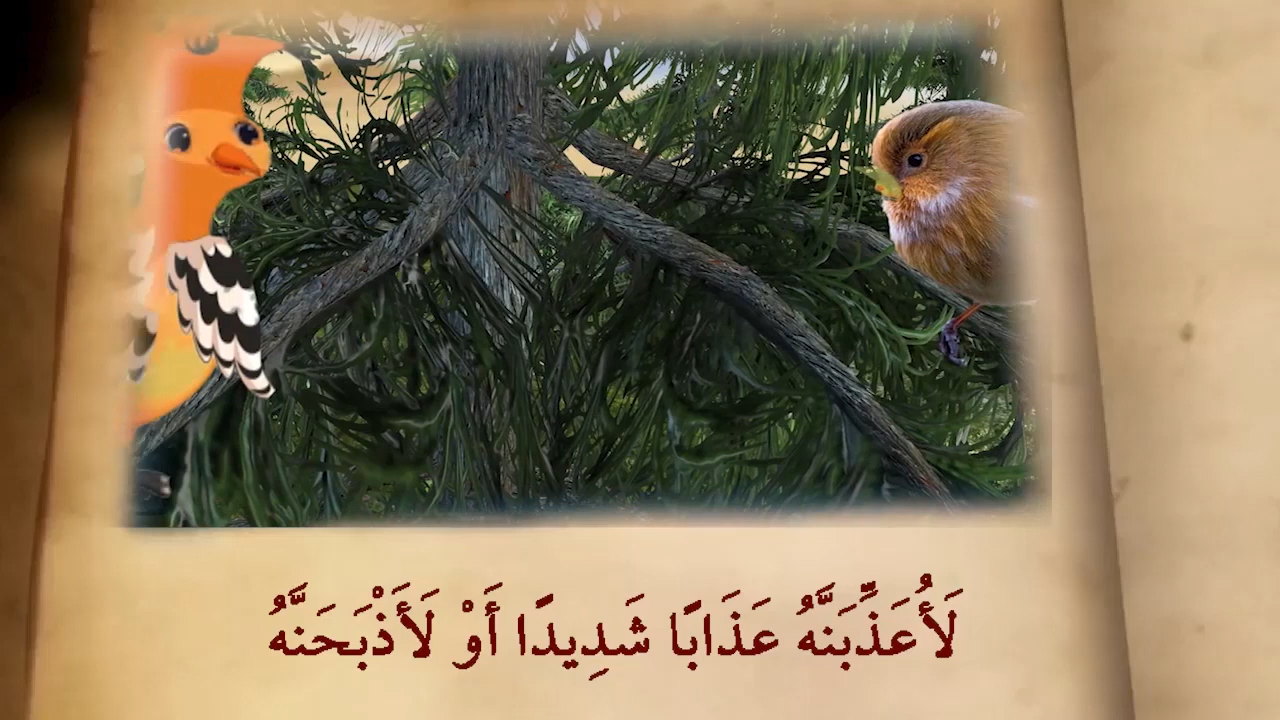 لَأُعَذِّبَنَّهُ عَذَابًا شَدِيدًا أَوْ لَأَذْبَحَنَّهُ